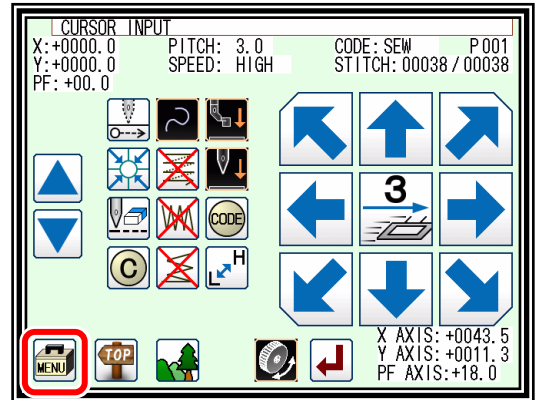 CURSOR INPUT
X:+0000.0 PITCH: 3.0 CODE:SEW P001
Y:+0000.0 SPEED: HIGH STITCH:00038/00038
PF:+00.0
3
CODE
C
L H
MENU
TOP
X AXIS:+0043.5
Y AXIS:+0011.3
PF AXIS:+18.0